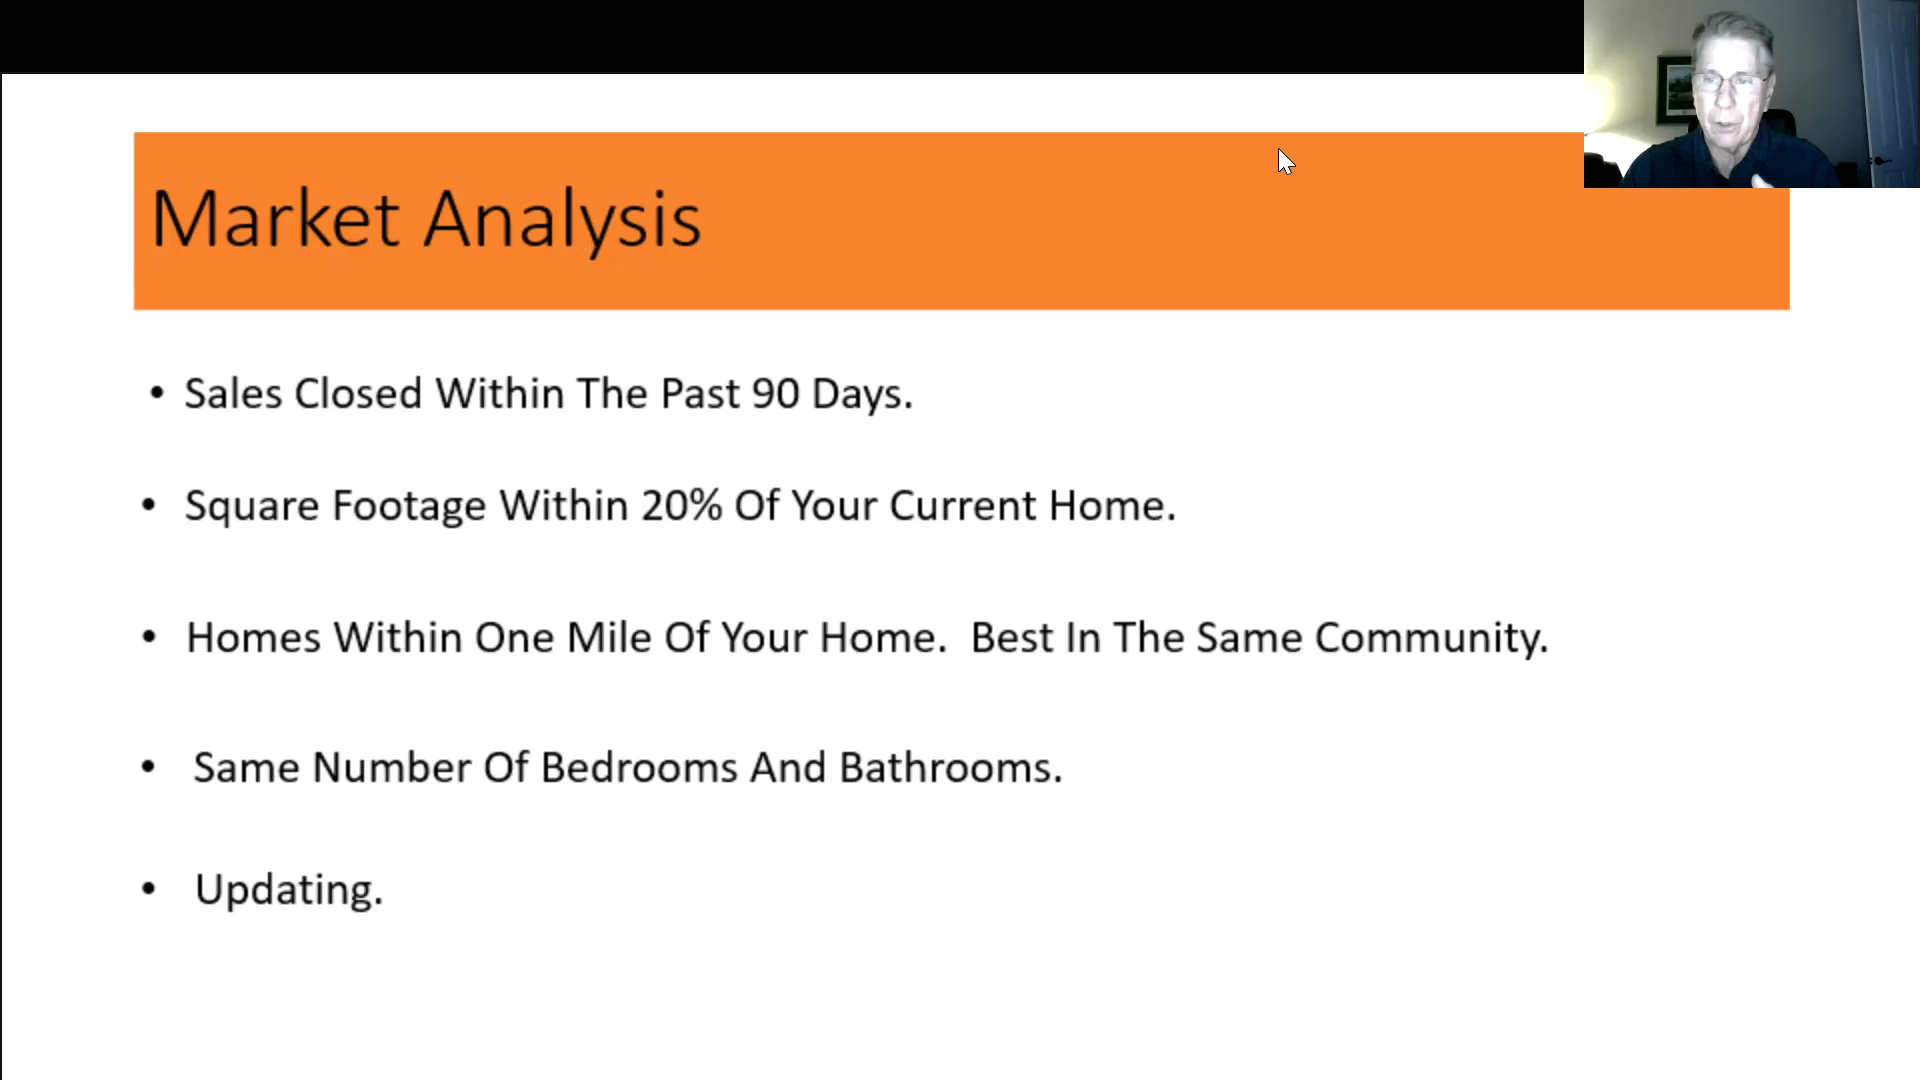 Market Analysis
• Sales Closed Within The Past 90 Days.
• Square Footage Within 20% Of Your Current Home.
• Homes Within One Mile Of Your Home.  Best In The Same Community.
• Same Number Of Bedrooms And Bathrooms.
• Updating.